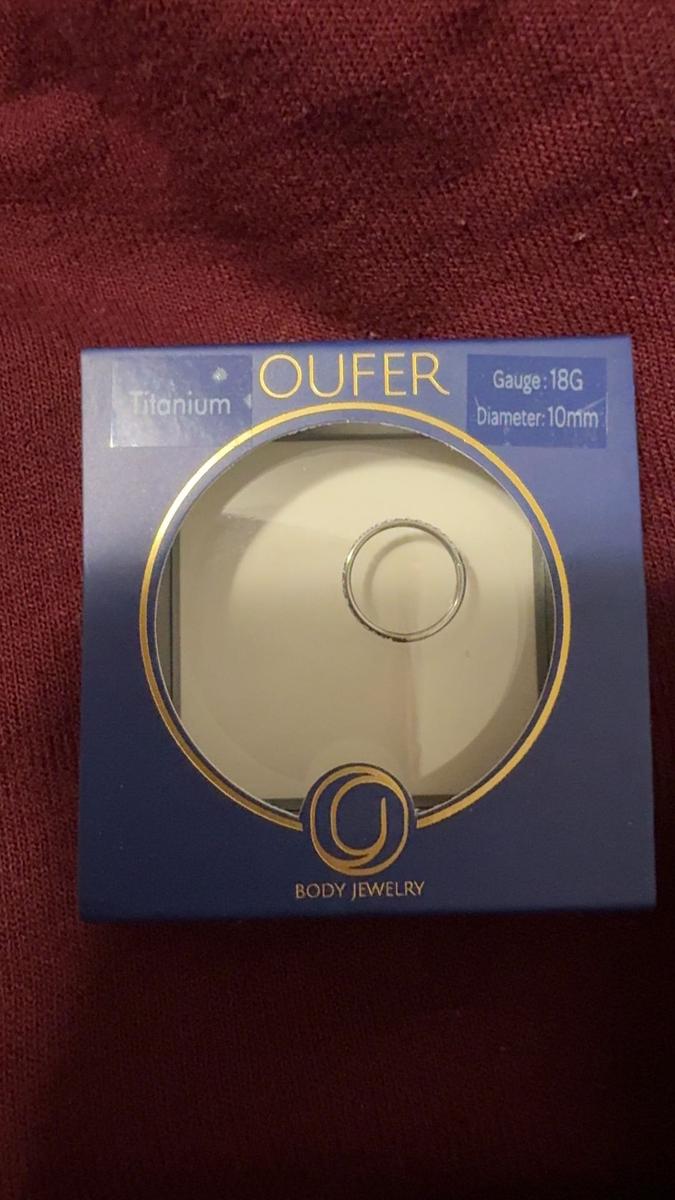 OUFER
Titanium
Gauge: 18G
Diameter: 10mm
BODY JEWELRY